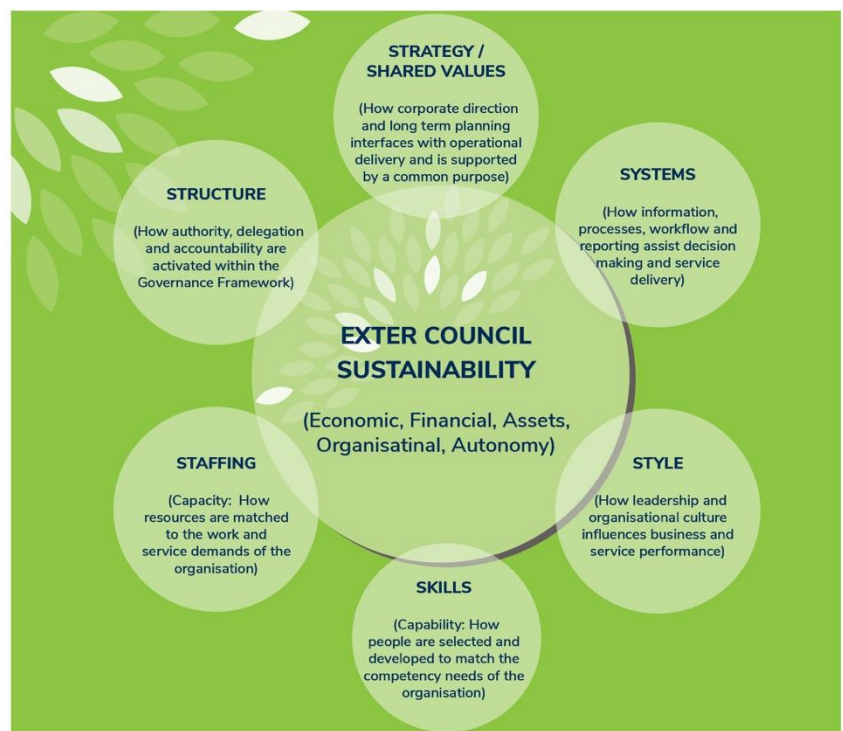 STRATEGY /
SHARED VALUES
(How corporate direction
and long term planning
interfaces with operational
delivery and is supported
by a common purpose)
SYSTEMS
(How information,
processes, workflow and
reporting assist decision
making and service
delivery)
STRUCTURE
(How authority, delegation
and accountability are
activated within the
Governance Framework)
EXTER COUNCIL
SUSTAINABILITY
(Economic, Financial, Assets,
Organisatinal, Autonomy)
STAFFING
(Capacity: How
resources are matched
to the work and
service demands of the
organisation)
STYLE
(How leadership and
organisational culture
influences business and
service performance)
SKILLS
(Capability: How
people are selected and
developed to match the
competency needs of the
organisation)